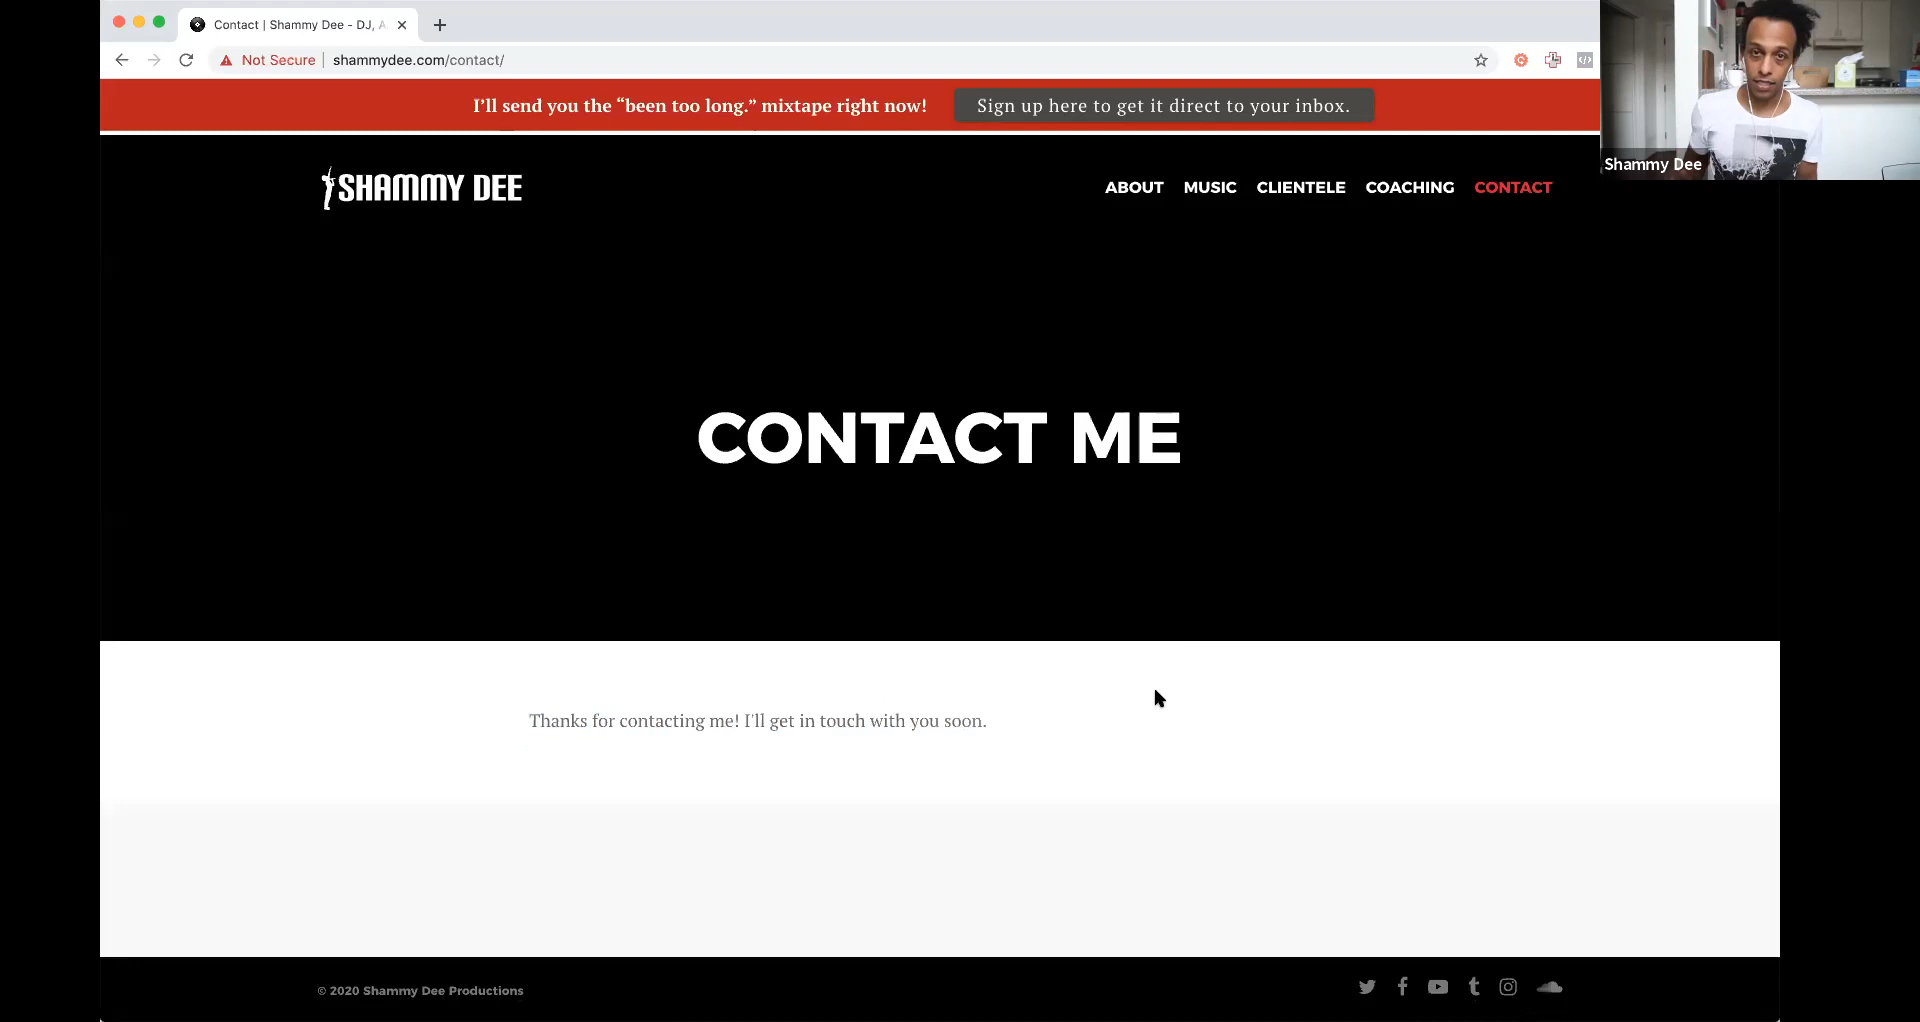 Contact | Shammy Dee - DJ, A
Not Secure | shammydee.com/contact/
I’ll send you the “been too long.” mixtape right now!
Sign up here to get it direct to your inbox.
Shammy Dee
SHAMMY DEE
ABOUT MUSIC CLIENTELE COACHING CONTACT
CONTACT ME
Thanks for contacting me! I'll get in touch with you soon.
© 2020 Shammy Dee Productions